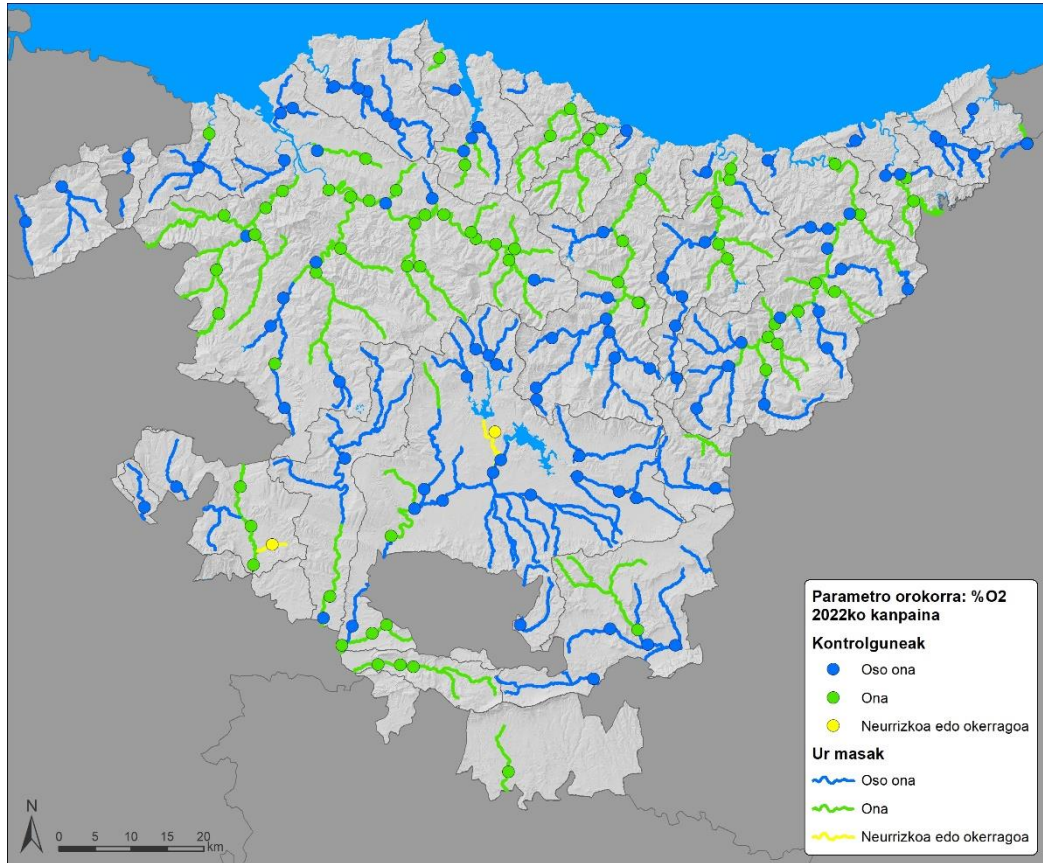 Parametro orokorra: %O2
2022ko kanpaina
Kontrolguneak
Oso ona
Ona
Neurrizkoa edo okerragoa
Ur masak
Oso ona
Ona
Neurrizkoa edo okerragoa
N
0 5 10 15 20
km